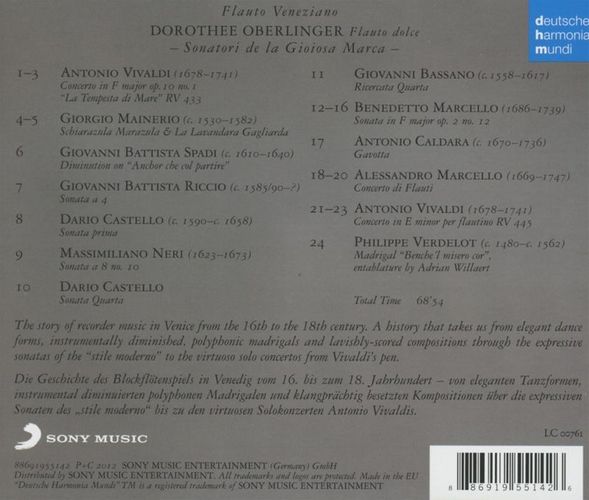 Flauto Veneziano
DOROTHEE OBERLINGER Flauto dolce
– Sonatori de la Gioiosa Marca –
deutsche
harmonia
mundi
1–3 ANTONIO VIVALDI (1678–1741)
Concerto in F major op. 10 no. 1
"La Tempesta di Mare" RV 433
4–5 GIORGIO MAINERIO (c. 1530–1582)
Schiarazula Marazula & La Lavandara Gagliarda
6 GIOVANNI BATTISTA SPADI (c. 1610–1640)
Diminution on "Anchor che col partire"
7 GIOVANNI BATTISTA RICCIO (c. 1585/90–?)
Sonata a 4
8 DARIO CASTELLO (c. 1590–c. 1658)
Sonata prima
9 MASSIMILIANO NERI (1623–1673)
Sonata a 8 no. 10
10 DARIO CASTELLO
Sonata Quarta
11 GIOVANNI BASSANO (c. 1558–1617)
Ricercata Quarta
12–16 BENEDETTO MARCELLO (1686–1739)
Sonata in F major op. 2 no. 12
17 ANTONIO CALDARA (c. 1670–1736)
Gavotta
18–20 ALESSANDRO MARCELLO (1669–1747)
Concerto di Flauti
21–23 ANTONIO VIVALDI (1678–1741)
Concerto in E minor per flautino RV 445
24 PHILIPPE VERDELOT (c. 1480–c. 1562)
Madrigal "Benche'l misero cor",
entablature by Adrian Willaert
Total Time 68'54
The story of recorder music in Venice from the 16th to the 18th century. A history that takes us from elegant dance
forms, instrumentally diminished, polyphonic madrigals and lavishly-scored compositions through the expressive
sonatas of the "stile moderno" to the virtuoso solo concertos from Vivaldi's pen.
Die Geschichte des Blockflötenspiels in Venedig vom 16. bis zum 18. Jahrhundert – von eleganten Tanzformen,
instrumental diminuierten polyphonen Madrigalen und klangprächtig besetzten Kompositionen über die expressiven
Sonaten des „stile moderno" bis zu den virtuosen Solokonzerten Antonio Vivaldis.
SONY MUSIC
LC 00761
88691955142 P+C 2012 SONY MUSIC ENTERTAINMENT (Germany) GmbH
Distributed by SONY MUSIC ENTERTAINMENT. All trademarks and logos are protected. Made in the EU
"Deutsche Harmonia Mundi" TM is a registered trademark of SONY MUSIC ENTERTAINMENT
8 86919 55142 6